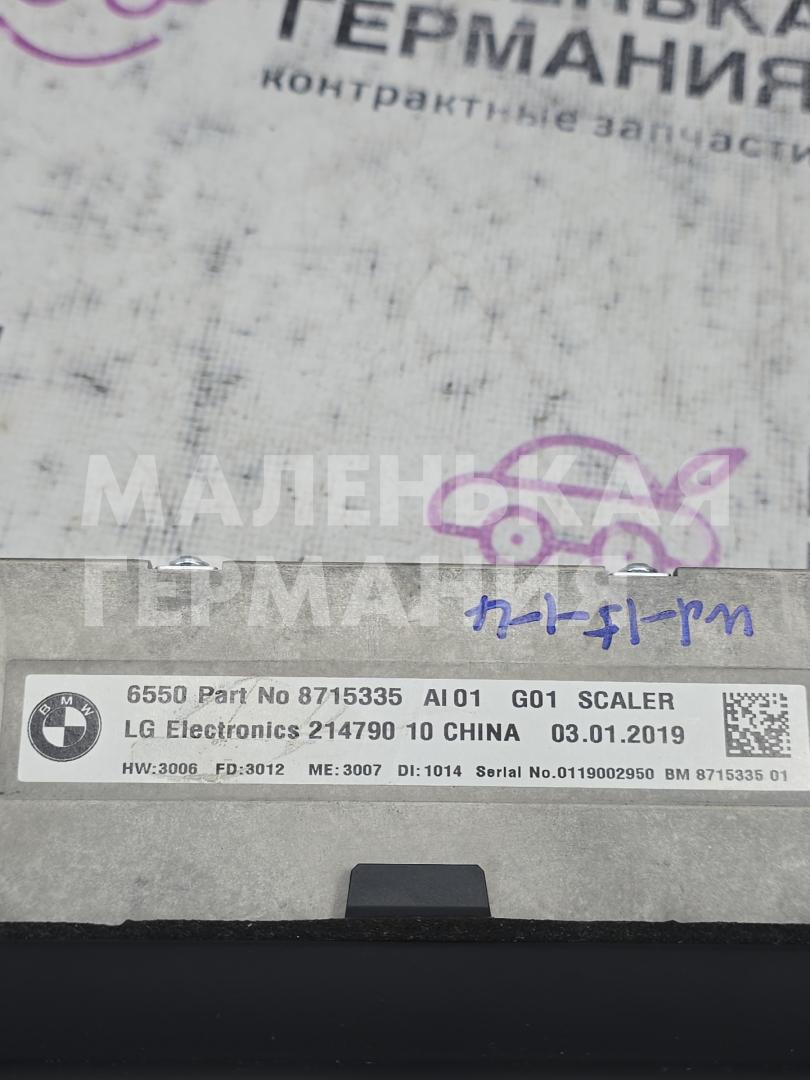 ГЕРМАНИЯ
контрактные запчасти
МАЛЕНЬКАЯ
ГЕРМАНИЯ
BMW
6550 Part No 8715335 AI 01 G01 SCALER
LG Electronics 214790 10 CHINA 03.01.2019
HW:3006 FD:3012 ME:3007 DI:1014 Serial No.0119002950 BM 8715335 01